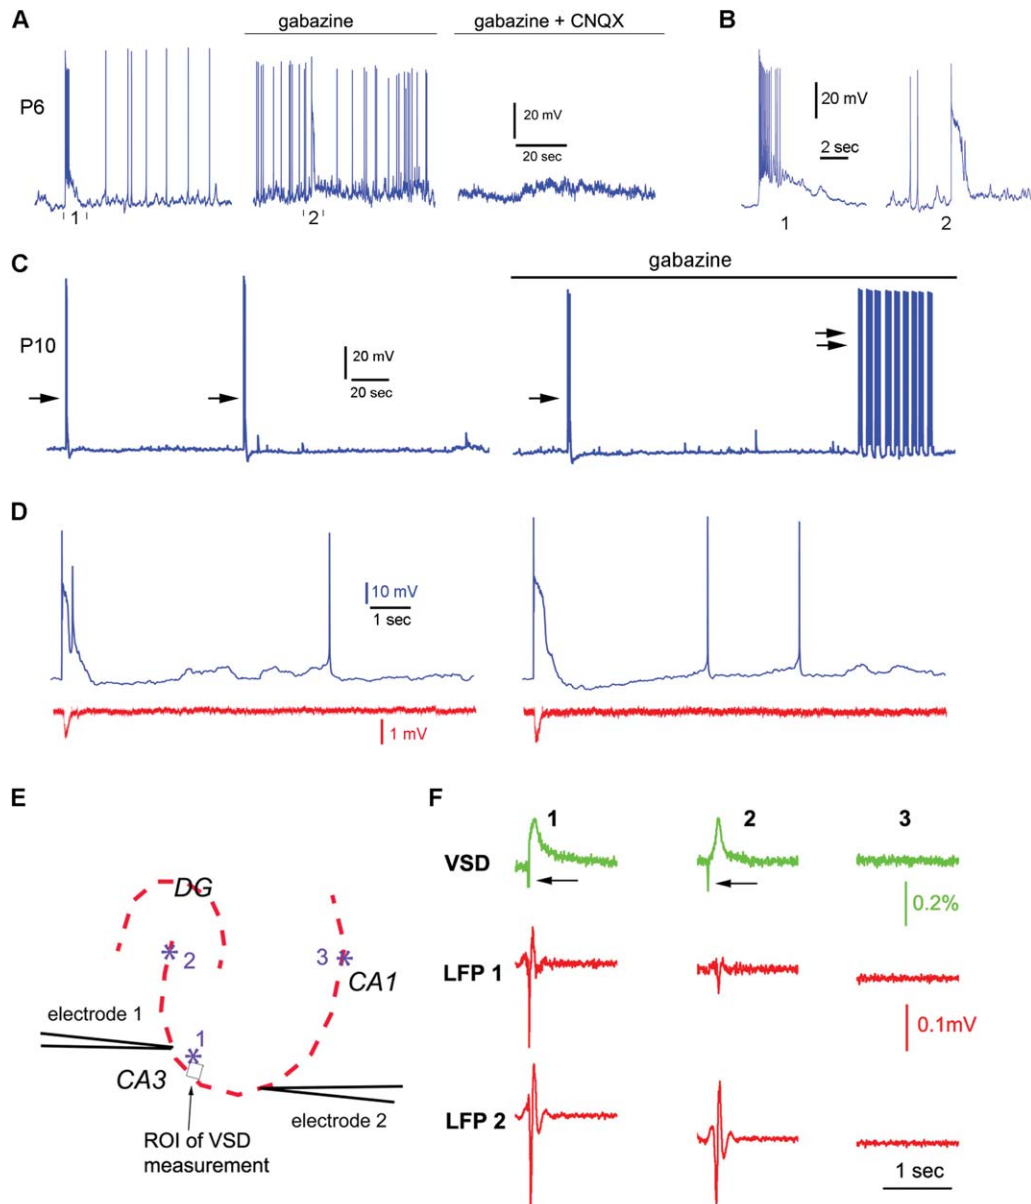 A
gabazine
gabazine + CNQX
P6
20 mV
20 sec
1
2
B
20 mV
2 sec
1
2
C
gabazine
P10
20 mV
20 sec
D
10 mV
1 sec
1 mV
E
DG
2
3
CA1
electrode 1
1
CA3
electrode 2
ROI of VSD
measurement
F
1
2
3
VSD
0.2%
LFP 1
0.1mV
LFP 2
1 sec